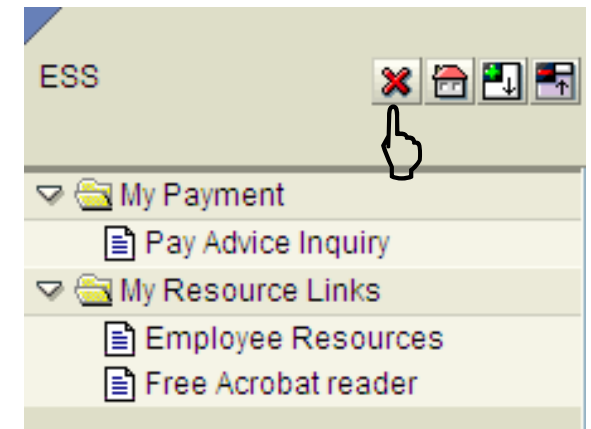 ESS
My Payment
Pay Advice Inquiry
My Resource Links
Employee Resources
Free Acrobat reader